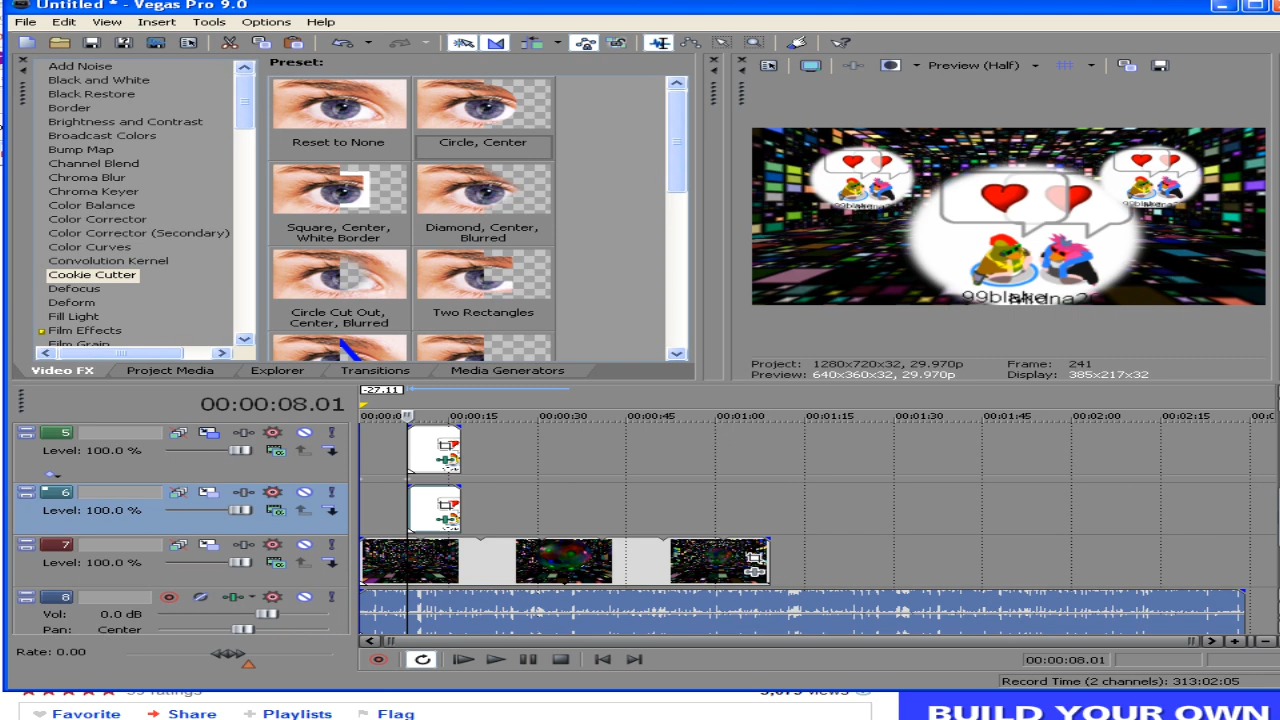 Untitled * - Vegas Pro 9.0
File Edit View Insert Tools Options Help
Add Noise
Black and White
Black Restore
Border
Brightness and Contrast
Broadcast Colors
Bump Map
Channel Blend
Chroma Blur
Chroma Keyer
Color Balance
Color Corrector
Color Corrector (Secondary)
Color Curves
Convolution Kernel
Cookie Cutter
Defocus
Deform
Fill Light
Film Effects
Film Grain
Preset:
Reset to None
Circle, Center
Square, Center,
White Border
Diamond, Center,
Blurred
Circle Cut Out,
Center, Blurred
Two Rectangles
Video FX Project Media Explorer Transitions Media Generators
Preview (Half)
99blake
Project: 1280x720x32, 29.970p Frame: 241
Preview: 640x360x32, 29.970p Display: 385x217x32
-27.11
00:00:08.01
00:00:15 00:00:30 00:00:45 00:01:00 00:01:15 00:01:30 00:01:45 00:02:00 00:02:15
5
Level: 100.0 %
6
Level: 100.0 %
7
Level: 100.0 %
8
Vol: 0.0 dB
Pan: Center
Rate: 0.00
00:00:08.01
Record Time (2 channels): 313:02:05
99 ratings
views
Favorite Share Playlists Flag
BUILD YOUR OWN